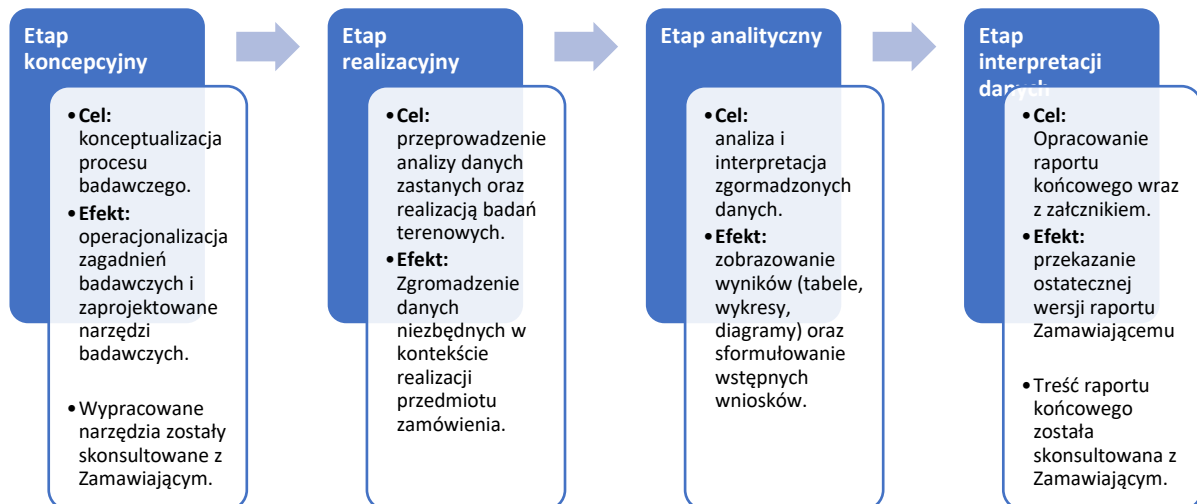 Etap
koncepcyjny
• Cel:
konceptualizacja
procesu
badawczego.
• Efekt:
operacjonalizacja
zagadnień
badawczych i
zaprojektowane
narzędzi
badawczych.
• Wypracowane
narzędzia zostały
skonsultowane z
Zamawiającym.
Etap
realizacyjny
• Cel:
przeprowadzenie
analizy danych
zastanych oraz
realizacją badań
terenowych.
• Efekt:
Zgromadzenie
danych
niezbędnych w
kontekście
realizacji
przedmiotu
zamówienia.
Etap analityczny
• Cel:
analiza i
interpretacja
zgormadzonych
danych.
• Efekt:
zobrazowanie
wyników (tabele,
wykresy,
diagramy) oraz
sformułowanie
wstępnych
wniosków.
Etap
interpretacji
danych
• Cel:
Opracowanie
raportu
końcowego wraz
z załcznikiem.
• Efekt:
przekazanie
ostatecznej
wersji raportu
Zamawiającemu
• Treść raportu
końcowego
została
skonsultowana z
Zamawiającym.